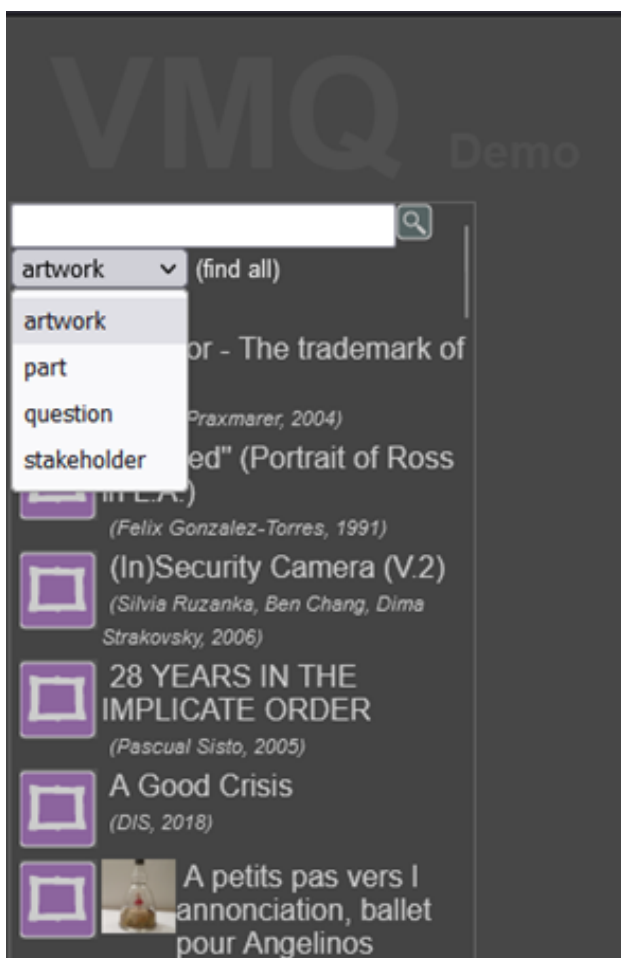 VMQ Demo
artwork (find all)
artwork
part
question
stakeholder
or - The trademark of
Praxmarer, 2004)
ed" (Portrait of Ross
in L.A.)
(Felix Gonzalez-Torres, 1991)
(In)Security Camera (V.2)
(Silvia Ruzanka, Ben Chang, Dima
Strakovsky, 2006)
28 YEARS IN THE
IMPLICATE ORDER
(Pascual Sisto, 2005)
A Good Crisis
(DIS, 2018)
A petits pas vers l
annonciation, ballet
pour Angelinos